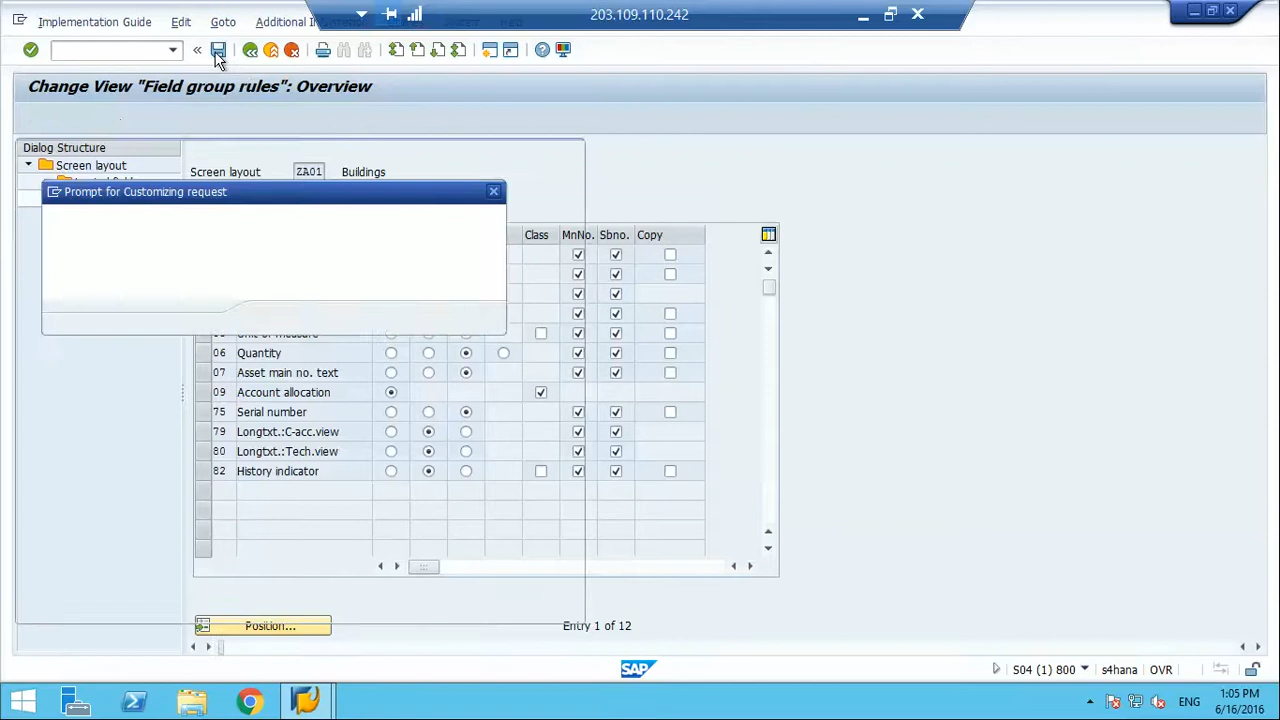 203.109.110.242
Implementation Guide Edit Goto Additional
Change View "Field group rules": Overview
Dialog Structure
Screen layout
Screen layout ZA01 Buildings
Prompt for Customizing request
Class MnNo. Sbno. Copy
06 Quantity
07 Asset main no. text
09 Account allocation
75 Serial number
79 Longtxt.:C-acc.view
80 Longtxt.:Tech.view
82 History indicator
Position... Entry 1 of 12
SAP
S04 (1) 800 s4hana OVR
ENG 1:05 PM
6/16/2016